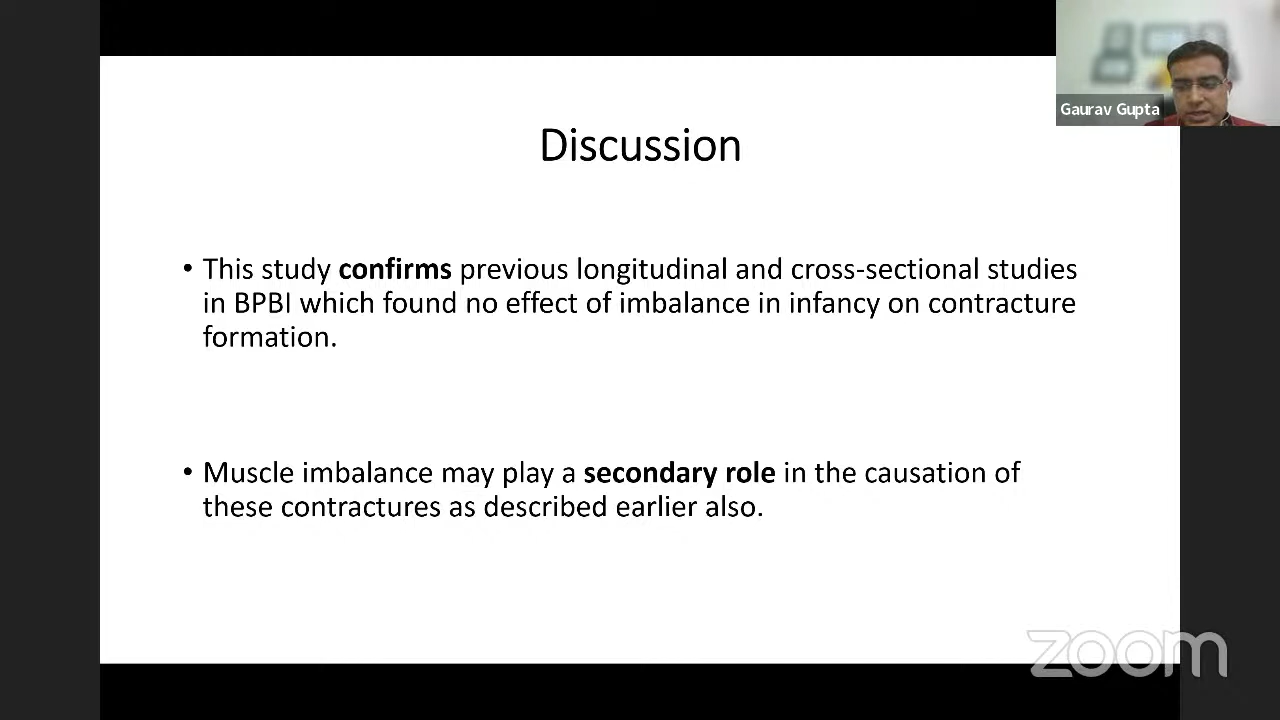 Gaurav Gupta
Discussion
• This study confirms previous longitudinal and cross-sectional studies
in BPBI which found no effect of imbalance in infancy on contracture
formation.
• Muscle imbalance may play a secondary role in the causation of
these contractures as described earlier also.
zoom